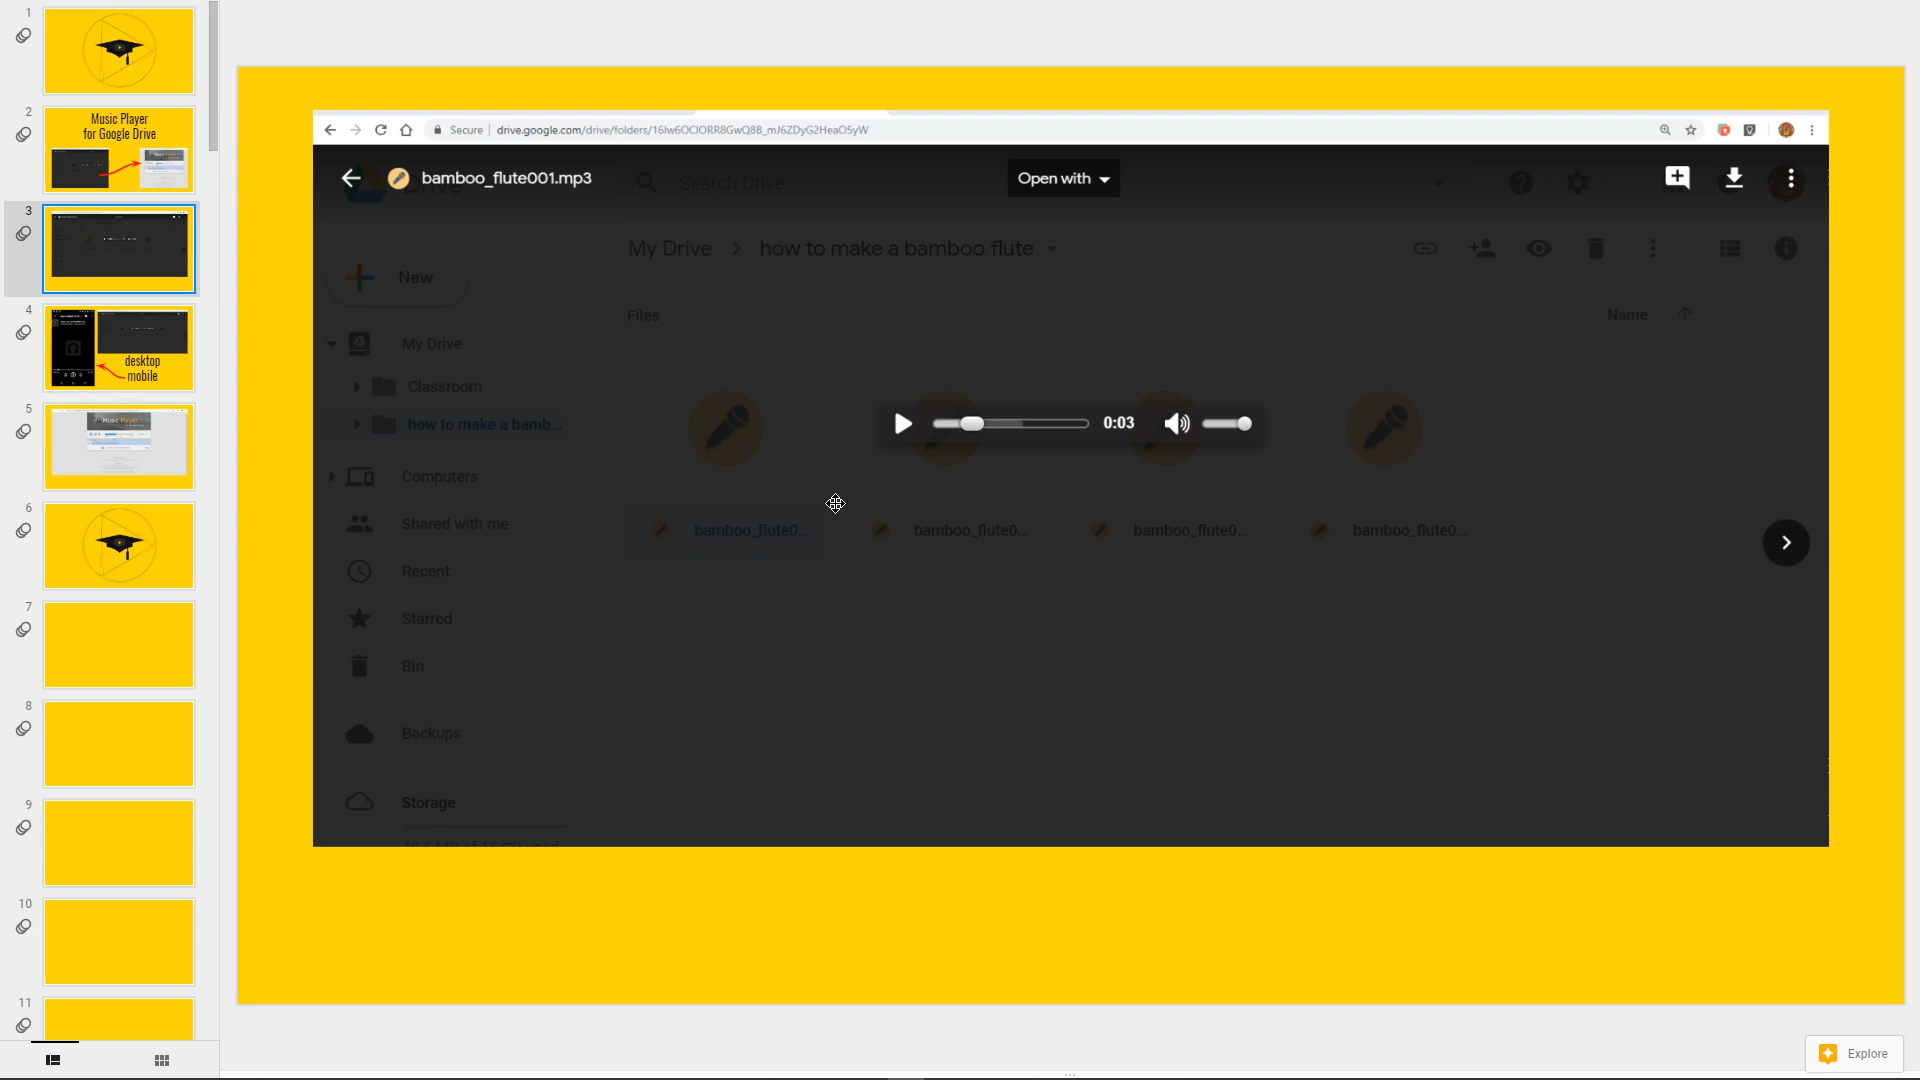 1
2
Music Player
for Google Drive
3
4
desktop
mobile
5
Music Player
6
7
8
9
10
11
Secure
drive.google.com/drive/folders/16lw6OClORR8GwQ8B_mJ6ZDyG2HeaO5yW
bamboo_flute001.mp3
Search Drive
Open with
My Drive
how to make a bamboo flute
New
Files
Name
My Drive
Classroom
how to make a bamb...
0:03
Computers
Shared with me
bamboo_flute0...
bamboo_flute0...
bamboo_flute0...
bamboo_flute0...
Recent
Starred
Bin
Backups
Storage
Explore